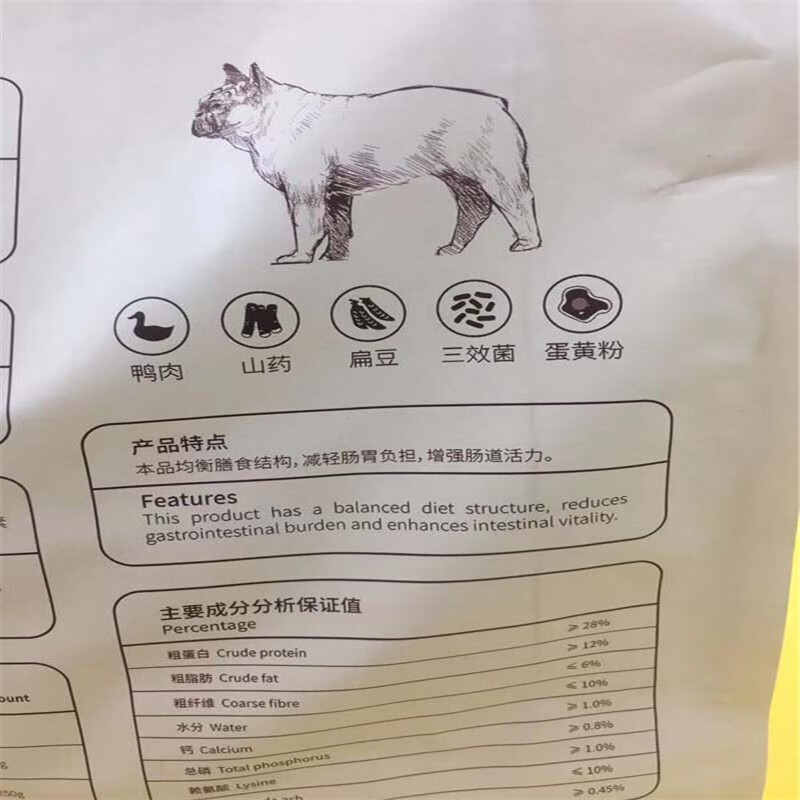 鸭肉
山药
扁豆
三效菌
蛋黄粉
产品特点
本品均衡膳食结构,减轻肠胃负担,增强肠道活力。
Features
This product has a balanced diet structure, reduces
gastrointestinal burden and enhances intestinal vitality.
主要成分分析保证值
Percentage
粗蛋白 Crude protein ≥ 28%
粗脂肪 Crude fat ≥ 12%
粗纤维 Coarse fibre ≤ 6%
水分 Water ≤ 10%
钙 Calcium ≥ 1.0%
总磷 Total phosphorus ≥ 0.8%
赖氨酸 Lysine ≥ 1.0%
ash ≤ 10%
≥ 0.45%
ount
250g